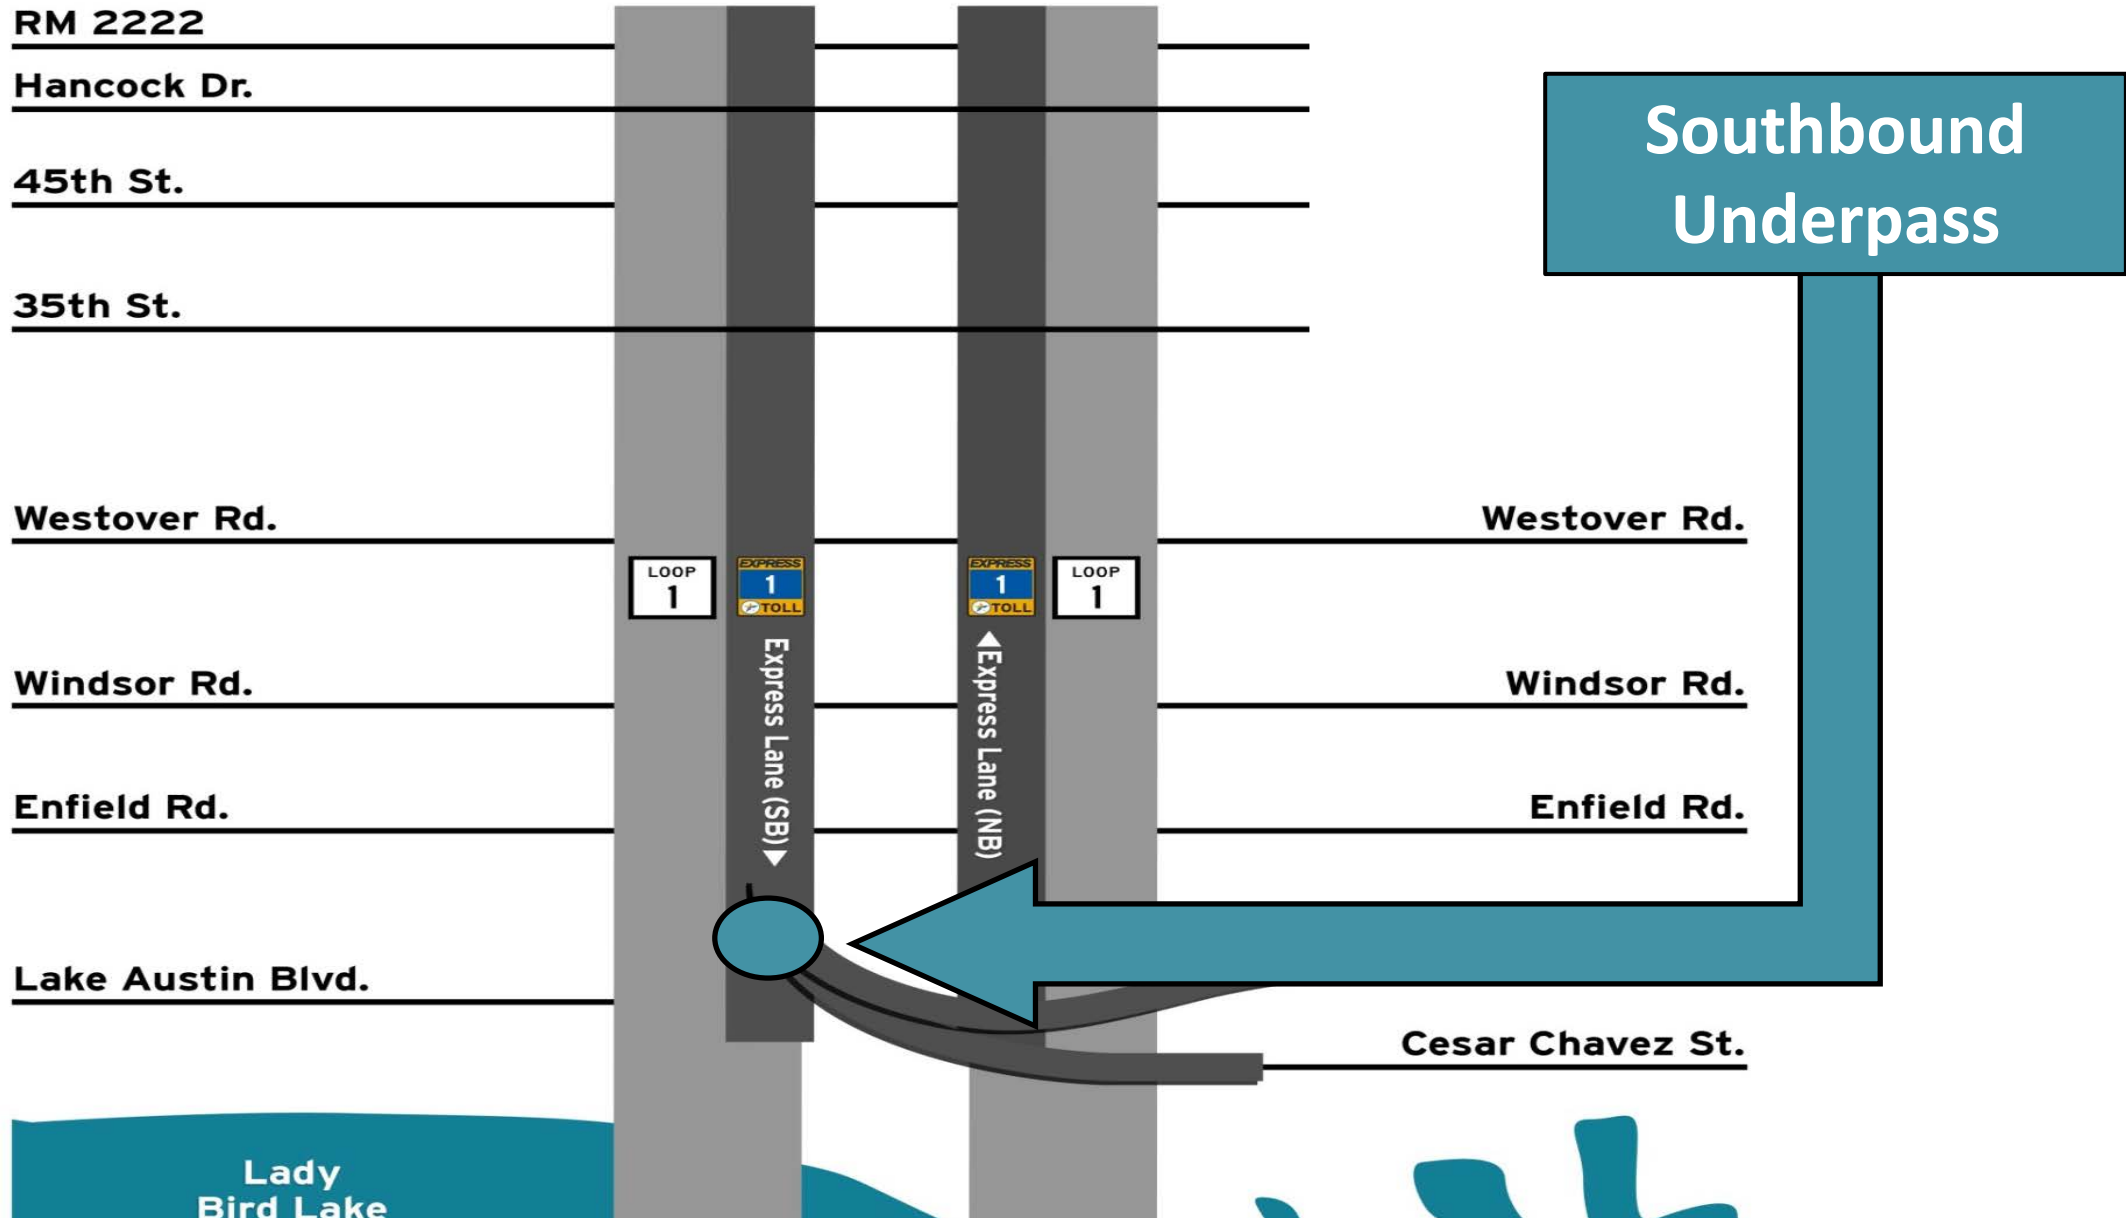 RM 2222
Hancock Dr.
45th St.
35th St.
Southbound
Underpass
Westover Rd.
Westover Rd.
LOOP
1
EXPRESS
1
TOLL
EXPRESS
1
TOLL
LOOP
1
Express Lane (SB)
Express Lane (NB)
Windsor Rd.
Windsor Rd.
Enfield Rd.
Enfield Rd.
Lake Austin Blvd.
Cesar Chavez St.
Lady
Bird Lake